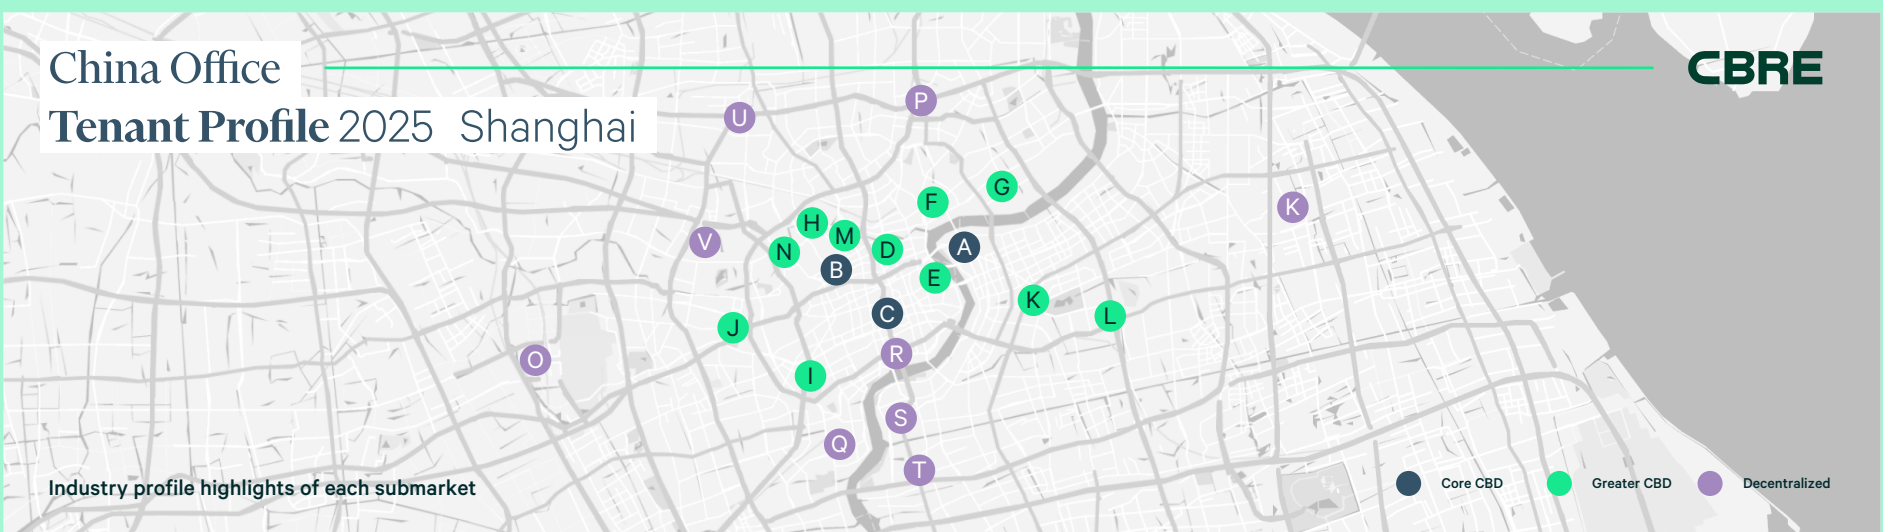 China Office
CBRE
Tenant Profile 2025 Shanghai
U
P
G
F
K
H
M
V
N
D
A
B
E
K
C
L
J
R
O
I
S
Q
T
Industry profile highlights of each submarket
Core CBD
Greater CBD
Decentralized